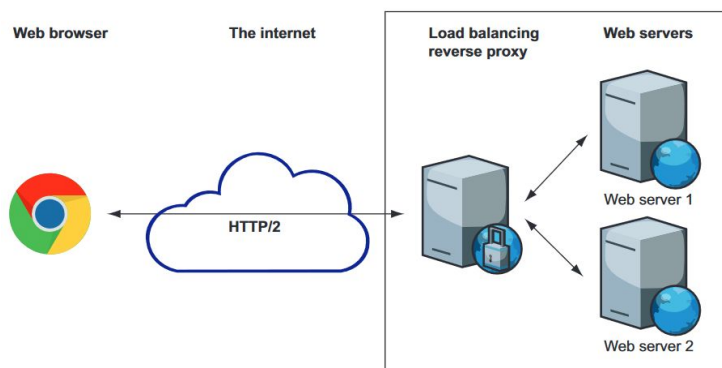 Web browser
The internet
Load balancing
reverse proxy
Web servers
HTTP/2
Web server 1
Web server 2